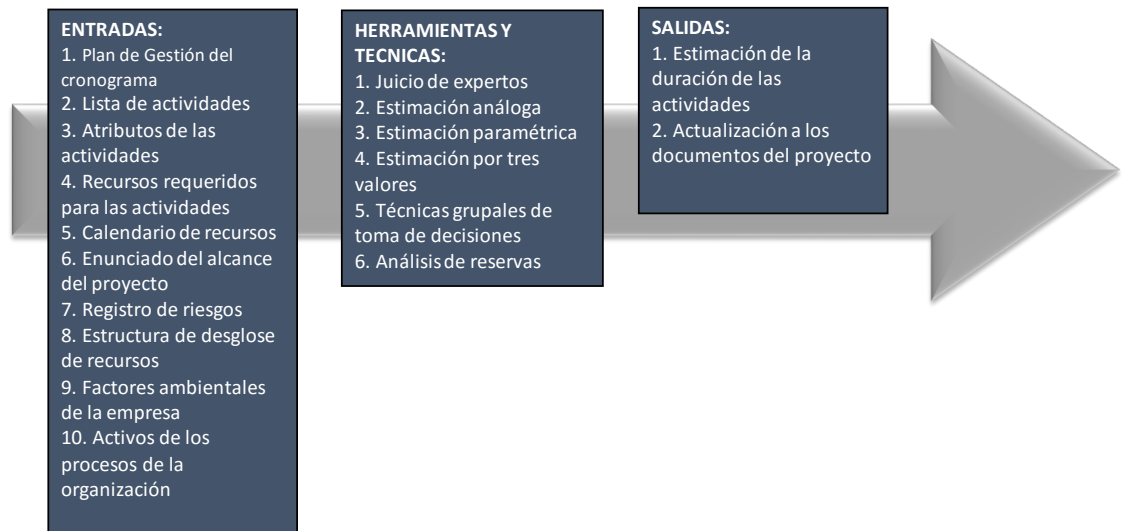 ENTRADAS:
1. Plan de Gestión del
cronograma
2. Lista de actividades
3. Atributos de las
actividades
4. Recursos requeridos
para las actividades
5. Calendario de recursos
6. Enunciado del alcance
del proyecto
7. Registro de riesgos
8. Estructura de desglose
de recursos
9. Factores ambientales
de la empresa
10. Activos de los
procesos de la
organización
HERRAMIENTAS Y
TECNICAS:
1. Juicio de expertos
2. Estimación análoga
3. Estimación paramétrica
4. Estimación por tres
valores
5. Técnicas grupales de
toma de decisiones
6. Análisis de reservas
SALIDAS:
1. Estimación de la
duración de las
actividades
2. Actualización a los
documentos del proyecto